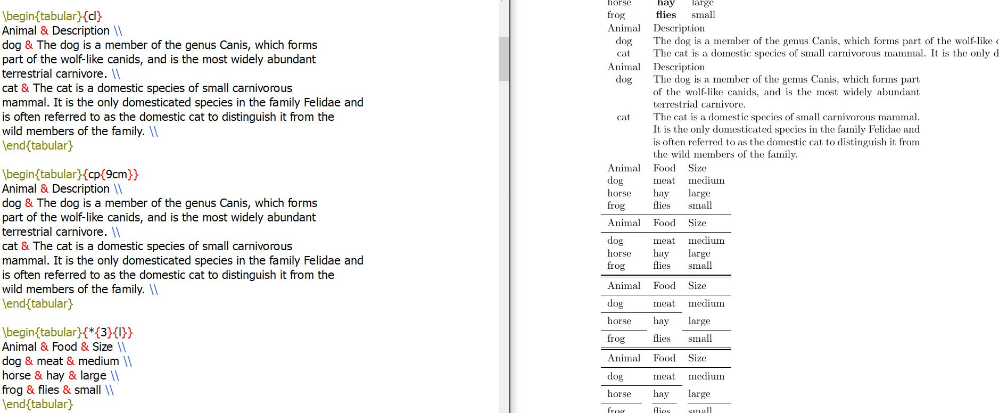 \begin{tabular}{cl}
Animal & Description \\
dog & The dog is a member of the genus Canis, which forms
part of the wolf-like canids, and is the most widely abundant
terrestrial carnivore. \\
cat & The cat is a domestic species of small carnivorous
mammal. It is the only domesticated species in the family Felidae and
is often referred to as the domestic cat to distinguish it from the
wild members of the family. \\
\end{tabular}
\begin{tabular}{cp{9cm}}
Animal & Description \\
dog & The dog is a member of the genus Canis, which forms
part of the wolf-like canids, and is the most widely abundant
terrestrial carnivore. \\
cat & The cat is a domestic species of small carnivorous
mammal. It is the only domesticated species in the family Felidae and
is often referred to as the domestic cat to distinguish it from the
wild members of the family. \\
\end{tabular}
\begin{tabular}{*{3}{l}}
Animal & Food & Size \\
dog & meat & medium \\
horse & hay & large \\
frog & flies & small \\
\end{tabular}
horse hay large
frog flies small
Animal Description
dog The dog is a member of the genus Canis, which forms part of the wolf-like c
cat The cat is a domestic species of small carnivorous mammal. It is the only d
Animal Description
dog The dog is a member of the genus Canis, which forms part
of the wolf-like canids, and is the most widely abundant
terrestrial carnivore.
cat The cat is a domestic species of small carnivorous mammal.
It is the only domesticated species in the family Felidae and
is often referred to as the domestic cat to distinguish it from
the wild members of the family.
Animal Food Size
dog meat medium
horse hay large
frog flies small
Animal Food Size
dog meat medium
horse hay large
frog flies small
Animal Food Size
dog meat medium
horse hay large
frog flies small
Animal Food Size
dog meat medium
horse hay large
frog flies small